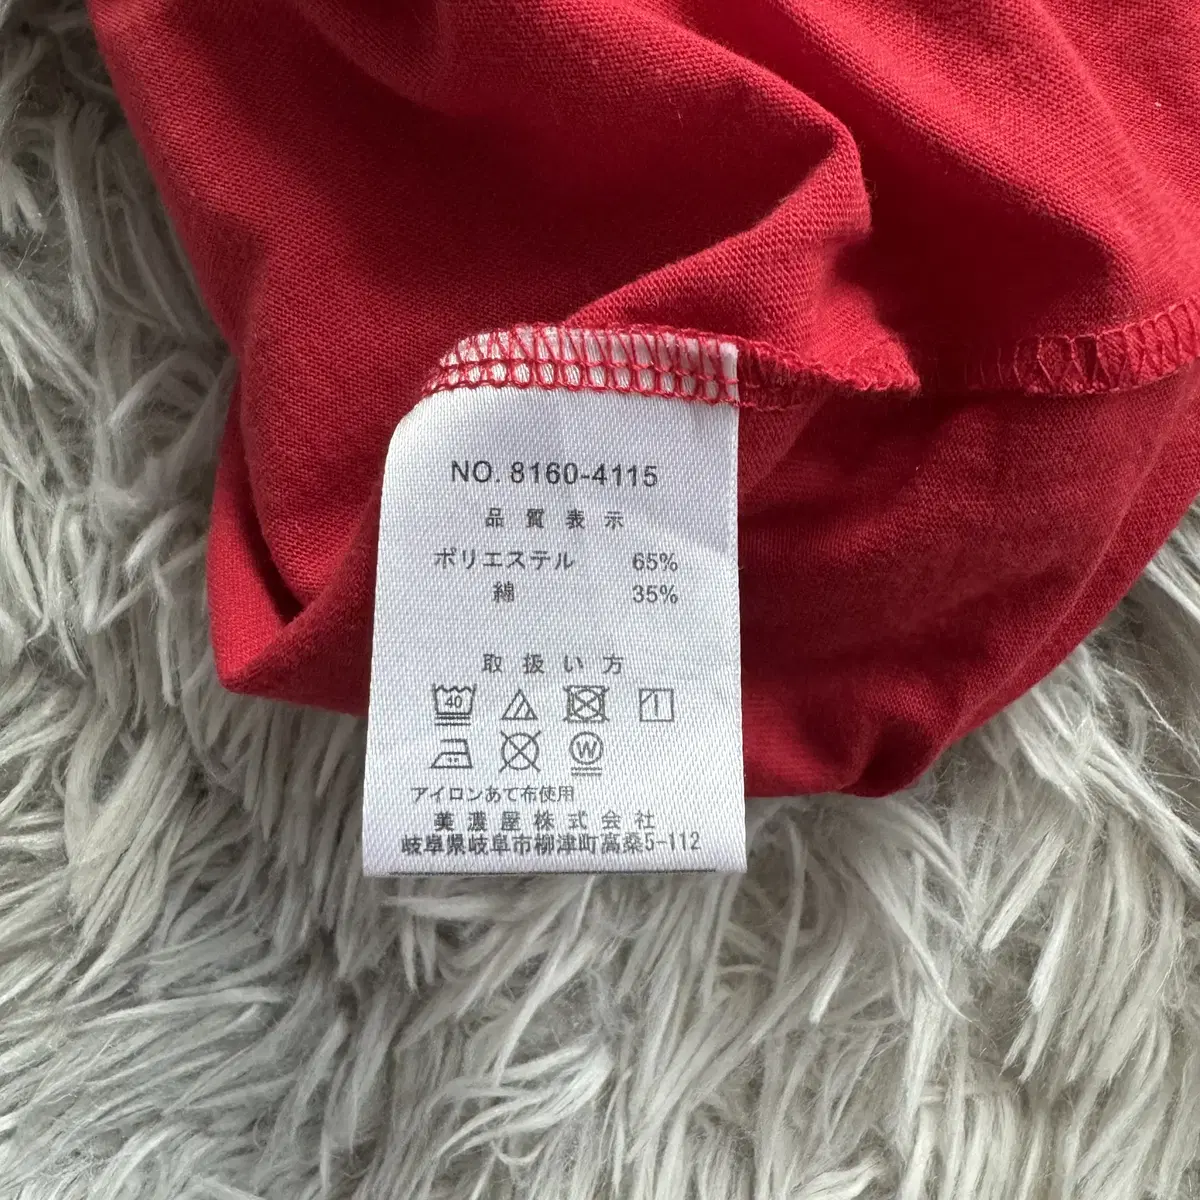 NO. 8160-4115
品質表示
ポリエステル 65%
綿 35%
取扱い方
40
W
アイロンあて布使用
美濃屋株式会社
岐阜県岐阜市柳津町高桑5-112